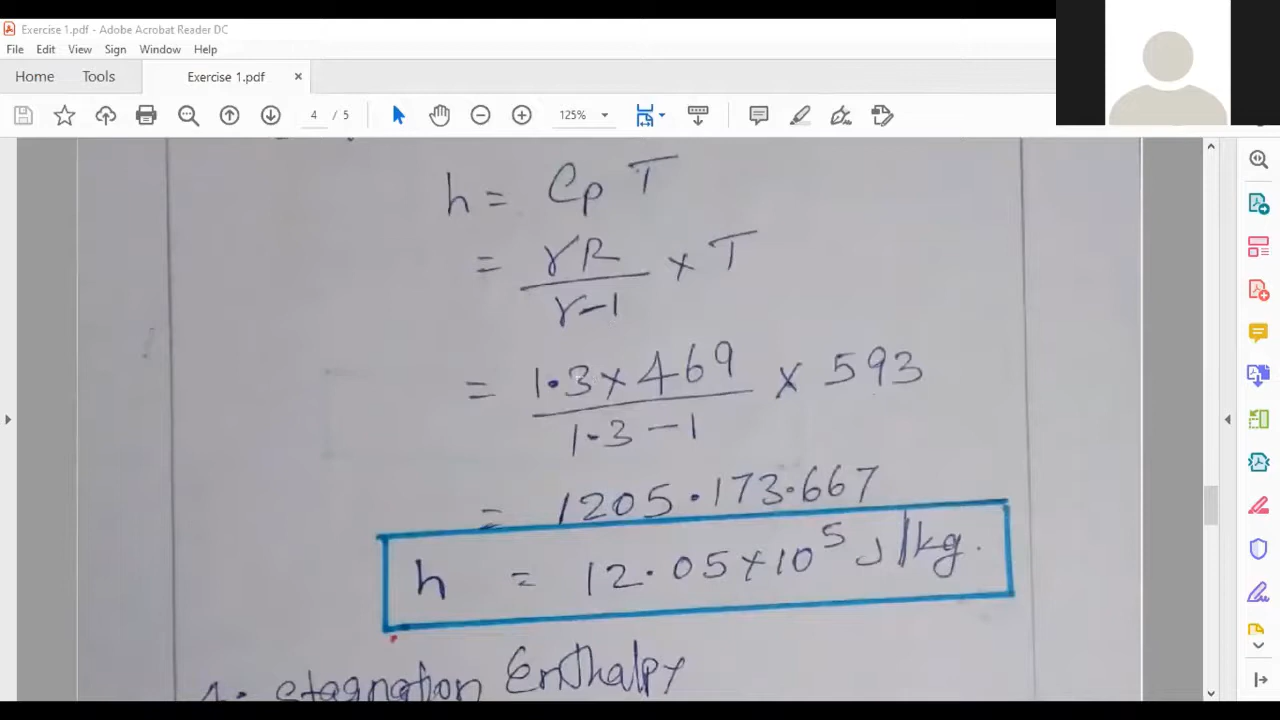 Exercise 1.pdf - Adobe Acrobat Reader DC
File Edit View Sign Window Help
Home Tools Exercise 1.pdf ×
4 / 5 125%
h = Cp T
= γR / γ-1 × T
= 1.3×469 / 1.3-1 × 593
= 1205.173.667
h = 12.05×10⁵ J/kg.
Stagnation Enthalpy